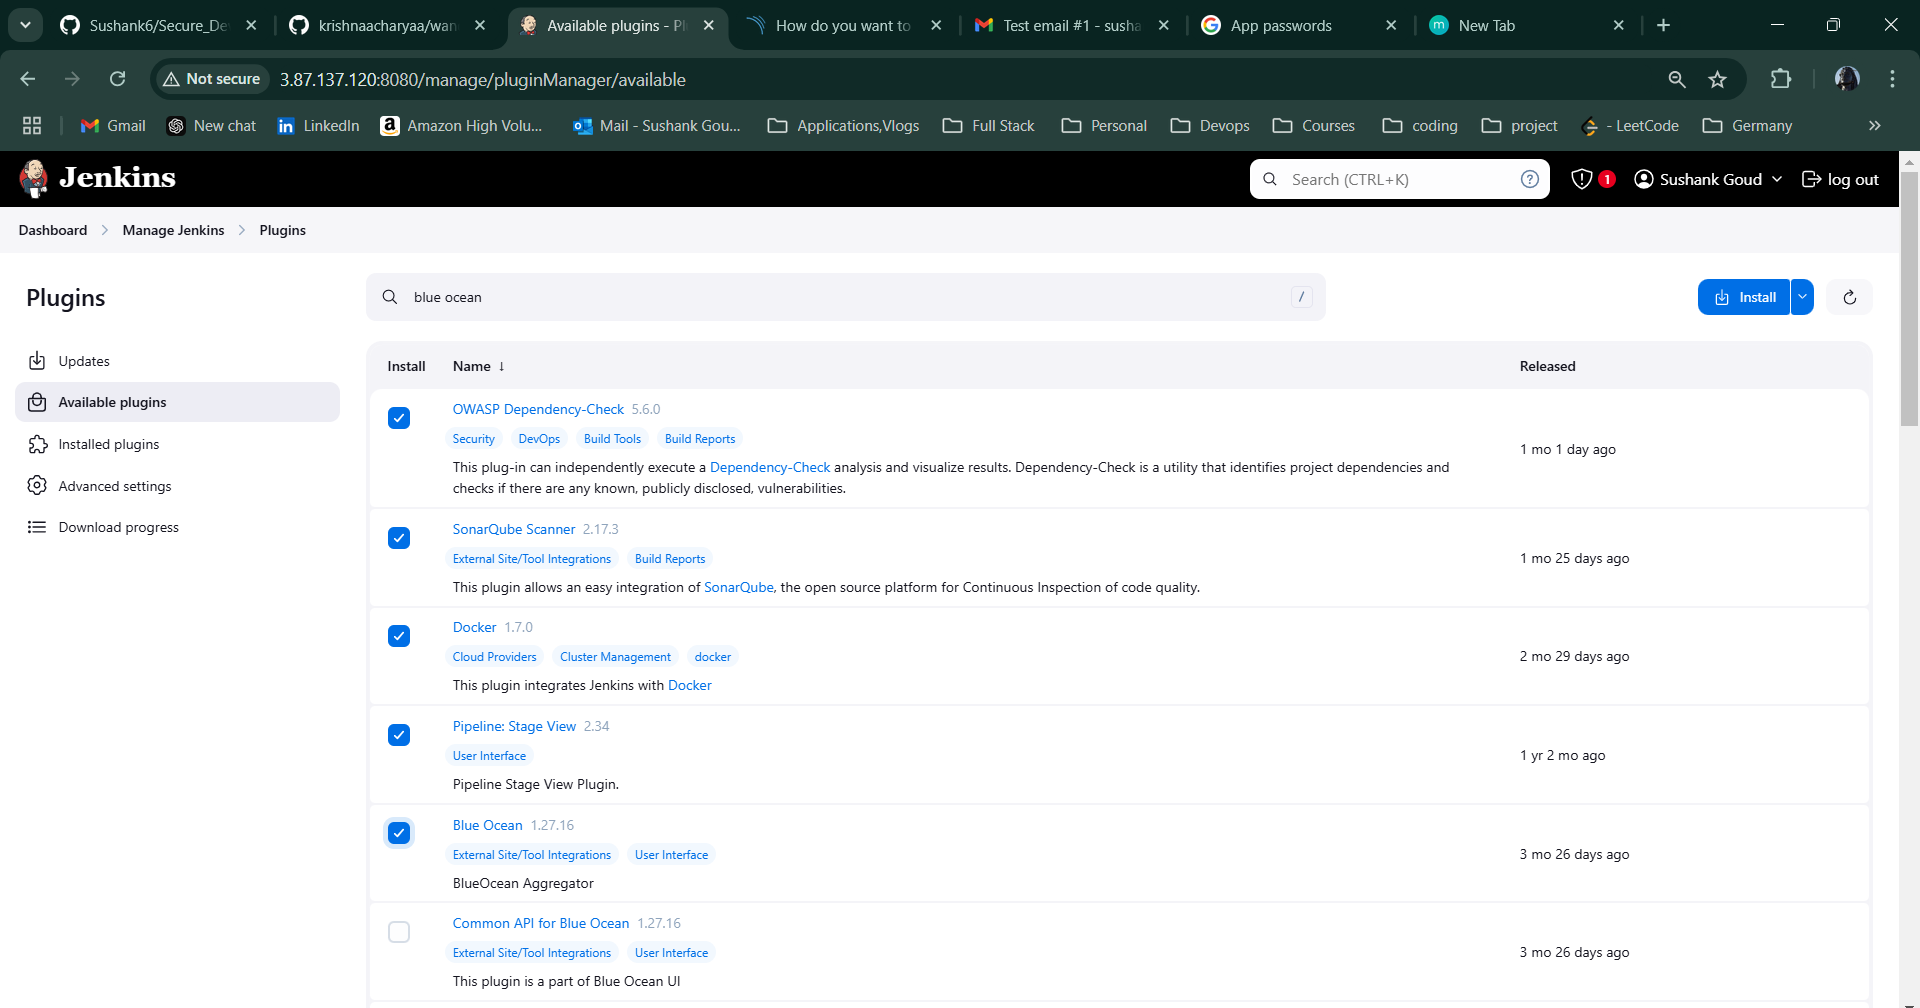 Sushank6/Secure_De
krishnaacharyaa/wan
Available plugins - Pl
How do you want to
Test email #1 - susha
App passwords
New Tab
Not secure
3.87.137.120:8080/manage/pluginManager/available
Gmail
New chat
LinkedIn
Amazon High Volu...
Mail - Sushank Gou...
Applications,Vlogs
Full Stack
Personal
Devops
Courses
coding
project
- LeetCode
Germany
»
Jenkins
Search (CTRL+K)
1
Sushank Goud
log out
Dashboard > Manage Jenkins > Plugins
Plugins
blue ocean
/
Install
Updates
Available plugins
Installed plugins
Advanced settings
Download progress
Install Name ↓ Released
OWASP Dependency-Check 5.6.0
Security DevOps Build Tools Build Reports
1 mo 1 day ago
This plug-in can independently execute a Dependency-Check analysis and visualize results. Dependency-Check is a utility that identifies project dependencies and
checks if there are any known, publicly disclosed, vulnerabilities.
SonarQube Scanner 2.17.3
External Site/Tool Integrations Build Reports
1 mo 25 days ago
This plugin allows an easy integration of SonarQube, the open source platform for Continuous Inspection of code quality.
Docker 1.7.0
Cloud Providers Cluster Management docker
2 mo 29 days ago
This plugin integrates Jenkins with Docker
Pipeline: Stage View 2.34
User Interface
1 yr 2 mo ago
Pipeline Stage View Plugin.
Blue Ocean 1.27.16
External Site/Tool Integrations User Interface
3 mo 26 days ago
BlueOcean Aggregator
Common API for Blue Ocean 1.27.16
External Site/Tool Integrations User Interface
3 mo 26 days ago
This plugin is a part of Blue Ocean UI